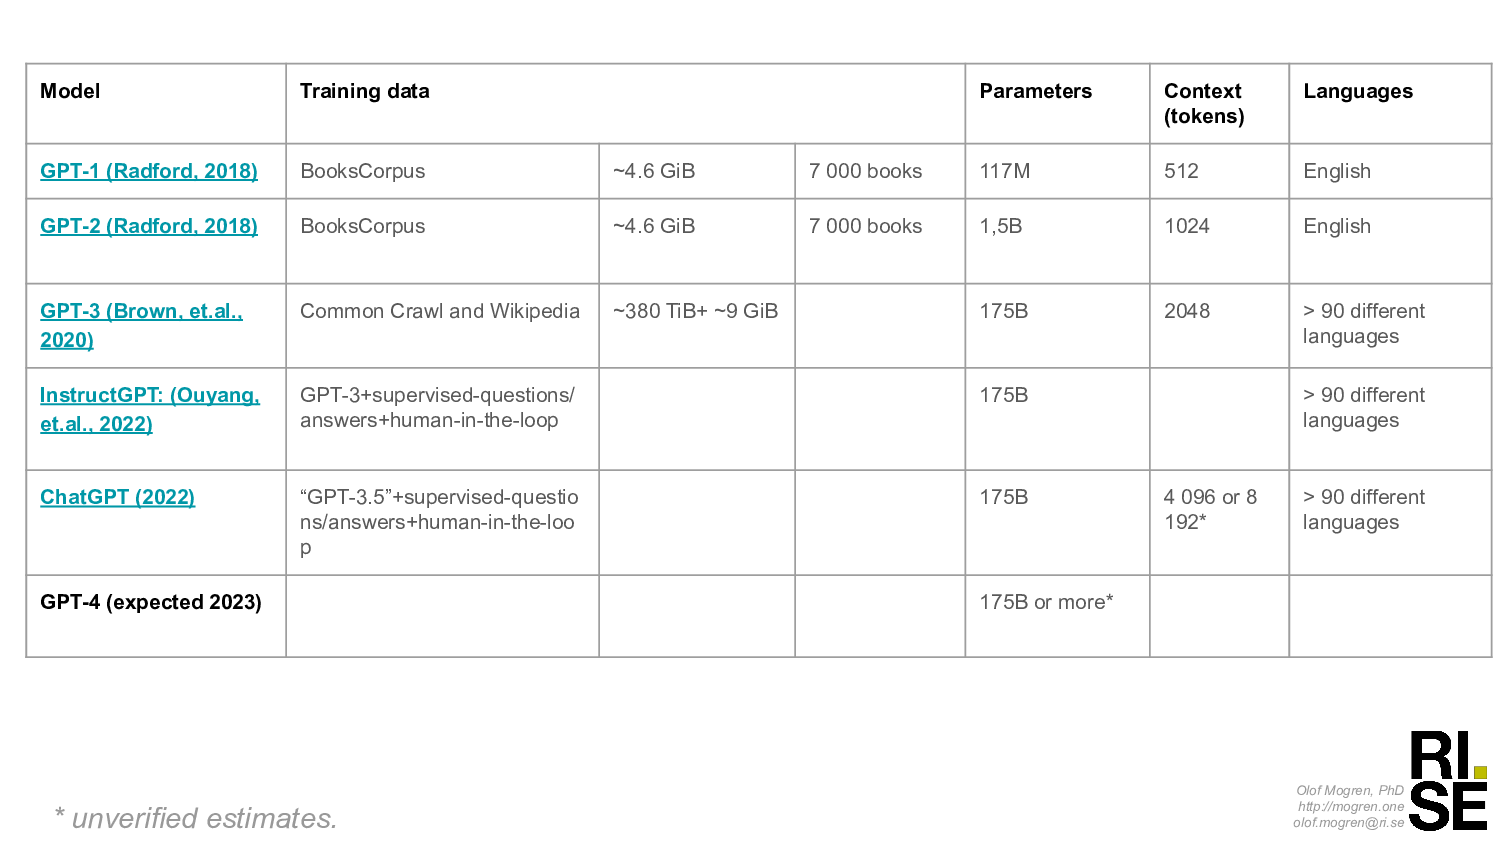 Model Training data Parameters Context (tokens) Languages
GPT-1 (Radford, 2018) BooksCorpus ~4.6 GiB 7 000 books 117M 512 English
GPT-2 (Radford, 2018) BooksCorpus ~4.6 GiB 7 000 books 1,5B 1024 English
GPT-3 (Brown, et.al., 2020) Common Crawl and Wikipedia ~380 TiB+ ~9 GiB 175B 2048 > 90 different languages
InstructGPT: (Ouyang, et.al., 2022) GPT-3+supervised-questions/answers+human-in-the-loop 175B > 90 different languages
ChatGPT (2022) “GPT-3.5”+supervised-questions/answers+human-in-the-loop 175B 4 096 or 8 192* > 90 different languages
GPT-4 (expected 2023) 175B or more*
* unverified estimates.
Olof Mogren, PhD
http://mogren.one
olof.mogren@ri.se
RI.
SE